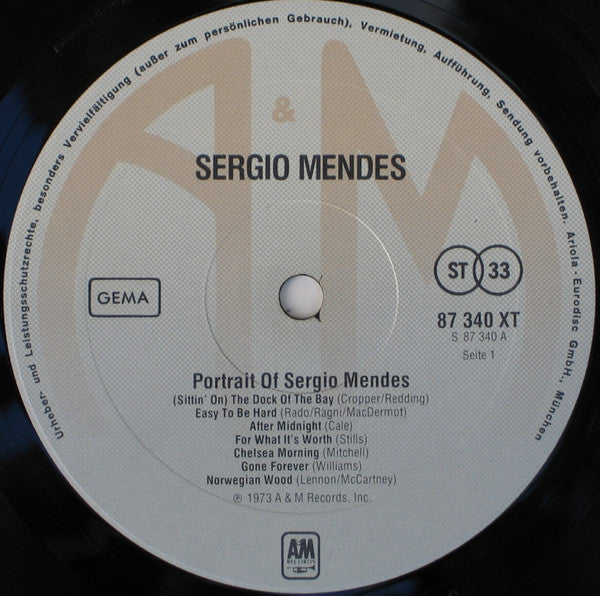 Urheber- und Leistungsschutzrechte, besonders Vervielfältigung (außer zum persönlichen Gebrauch), Vermietung, Aufführung, Sendung vorbehalten. Ariola-Eurodisc GmbH., München
A & M
SERGIO MENDES
GEMA
ST 33
87 340 XT
S 87 340 A
Seite 1
Portrait Of Sergio Mendes
(Sittin' On) The Dock Of The Bay (Cropper/Redding)
Easy To Be Hard (Rado/Ragni/MacDermot)
After Midnight (Cale)
For What It's Worth (Stills)
Chelsea Morning (Mitchell)
Gone Forever (Williams)
Norwegian Wood (Lennon/McCartney)
℗ 1973 A & M Records, Inc.
A&M
RECORDS